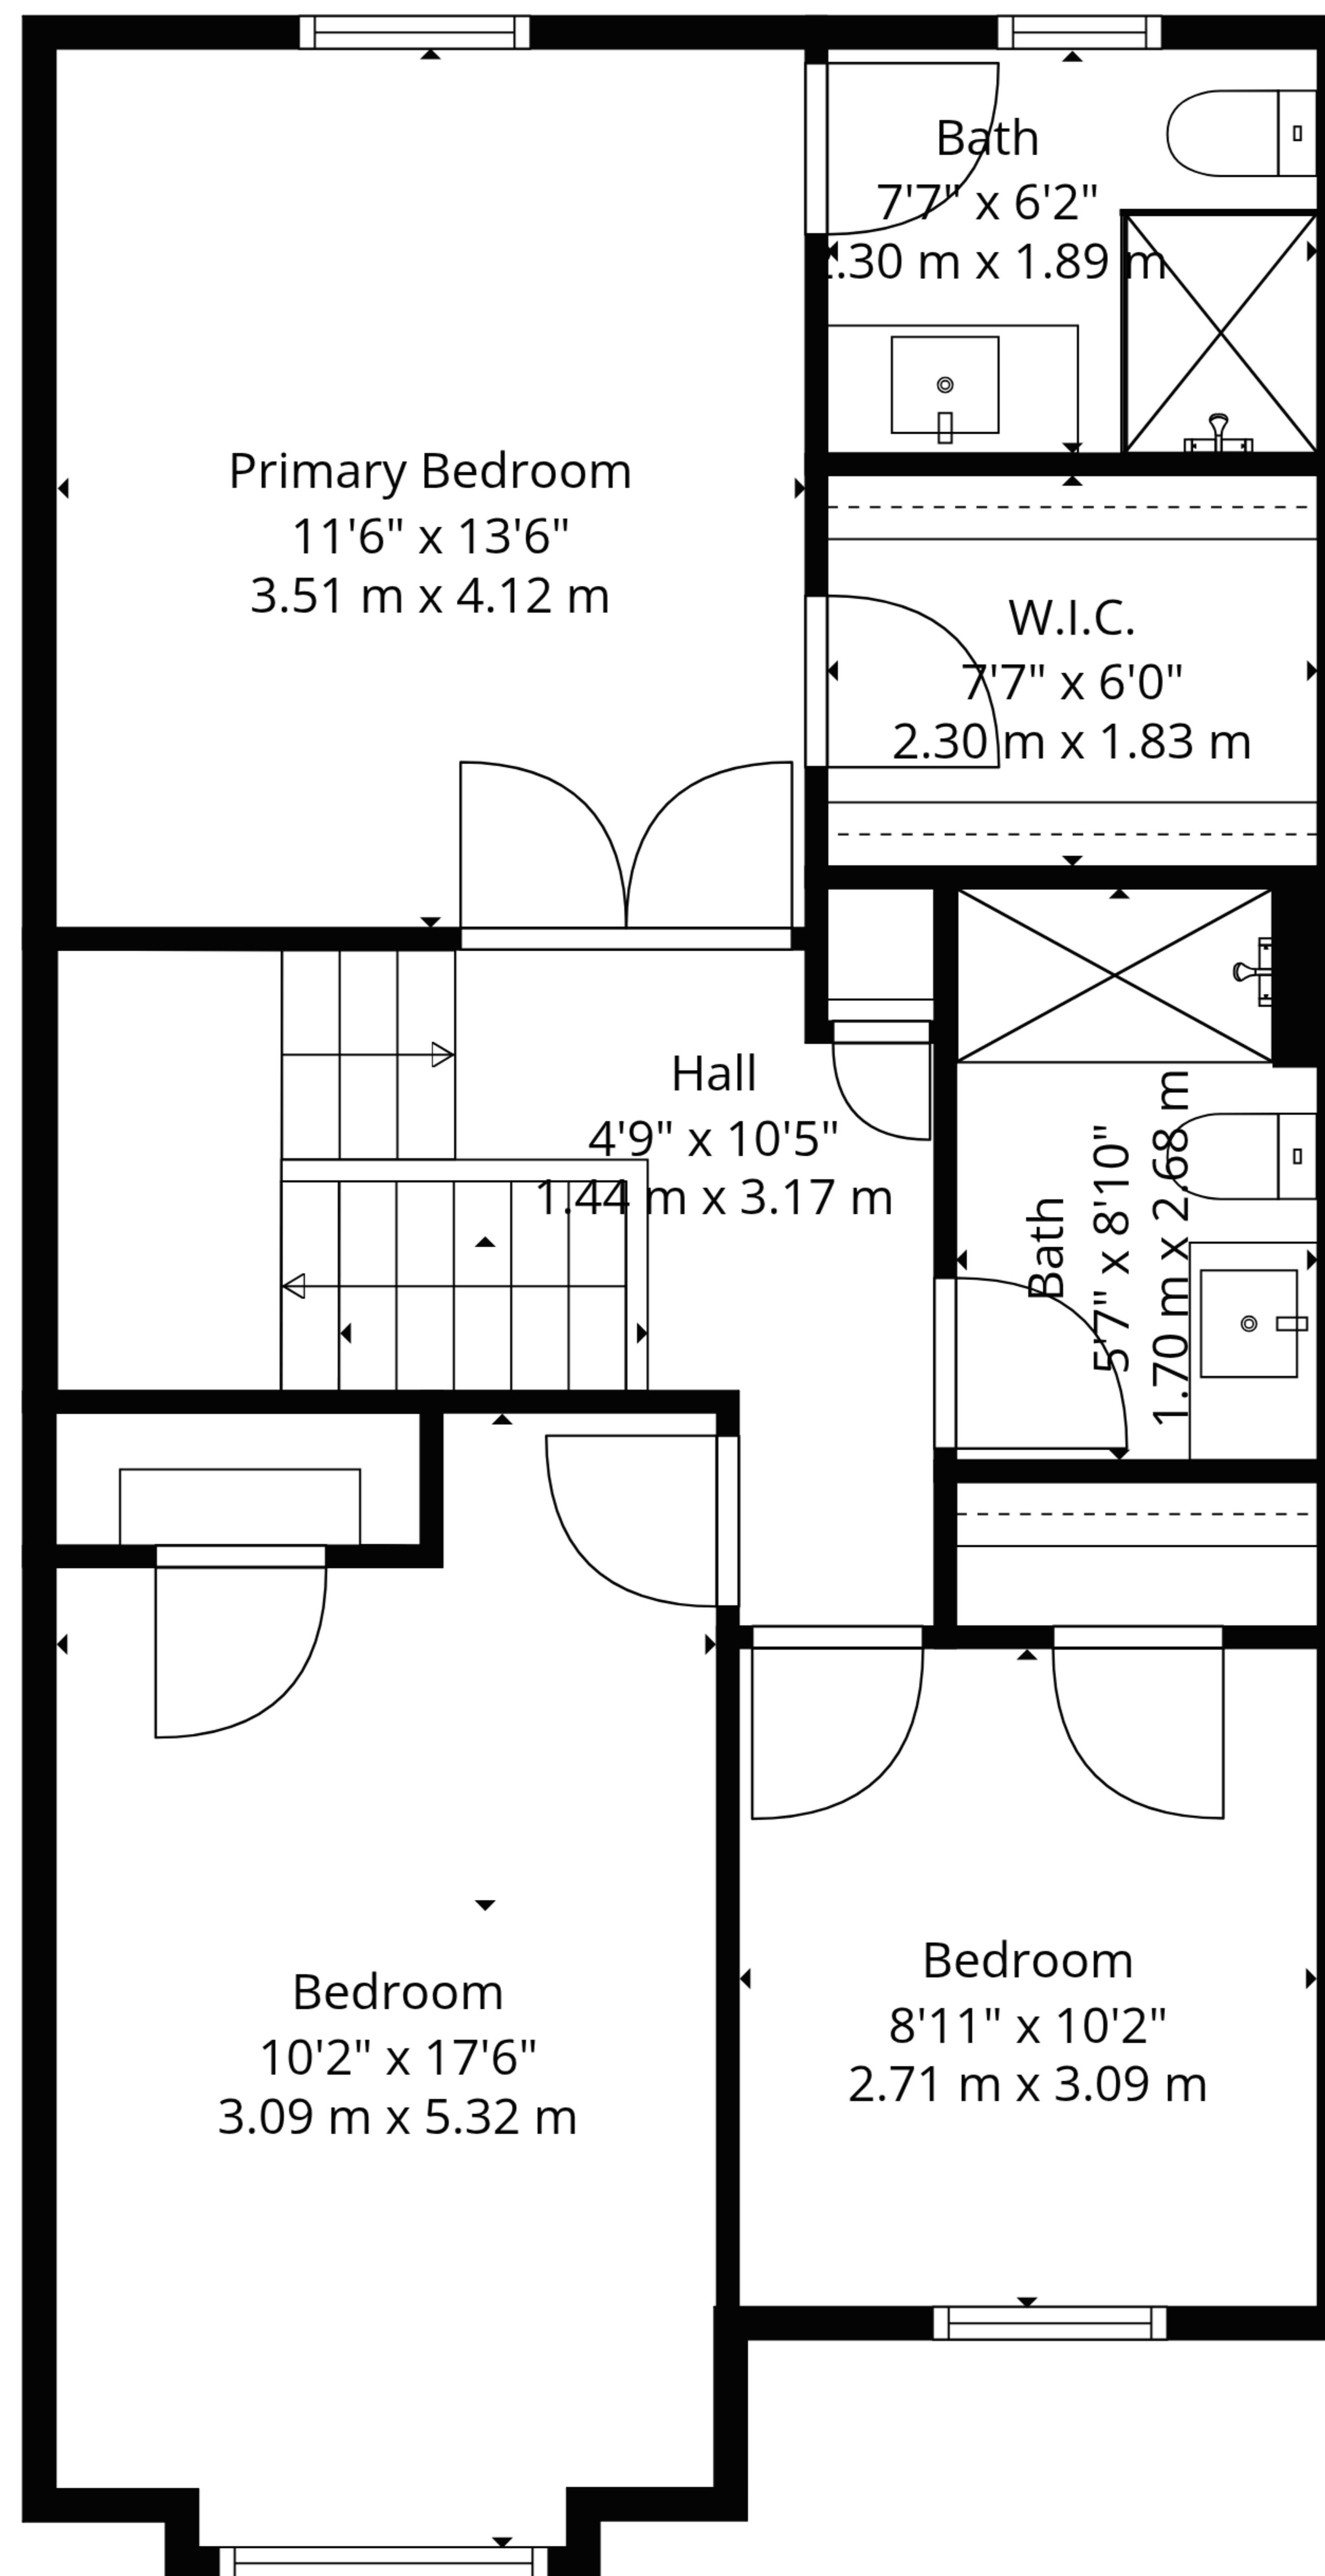 Bath
7'7" x 6'2"
.30 m x 1.89 m
Primary Bedroom
11'6" x 13'6"
3.51 m x 4.12 m
W.I.C.
7'7" x 6'0"
2.30 m x 1.83 m
Hall
4'9" x 10'5"
1.44 m x 3.17 m
Bath
5'7" x 8'10"
1.70 m x 2.68 m
Bedroom
10'2" x 17'6"
3.09 m x 5.32 m
Bedroom
8'11" x 10'2"
2.71 m x 3.09 m